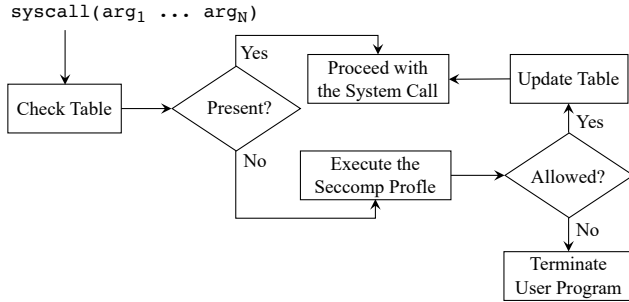 syscall(arg1 ... argN)
Check Table
Present?
Yes
No
Proceed with
the System Call
Update Table
Yes
Execute the
Seccomp Profle
Allowed?
No
Terminate
User Program